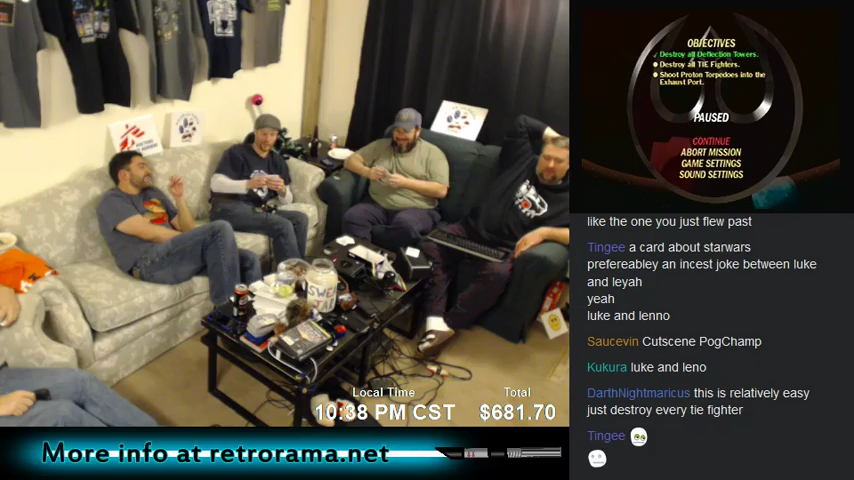 OBJECTIVES
✓ Destroy all Deflection Towers.
● Destroy all TIE Fighters.
● Shoot Proton Torpedoes into the
Exhaust Port.
PAUSED
CONTINUE
ABORT MISSION
GAME SETTINGS
SOUND SETTINGS
like the one you just flew past
Tingee a card about starwars
prefereabley an incest joke between luke
and leyah
yeah
luke and lenno
Saucevin Cutscene PogChamp
Kukura luke and leno
DarthNightmaricus this is relatively easy
just destroy every tie fighter
Tingee
SWEAR
Local Time
Total
10:38 PM CST
$681.70
More info at retrorama.net